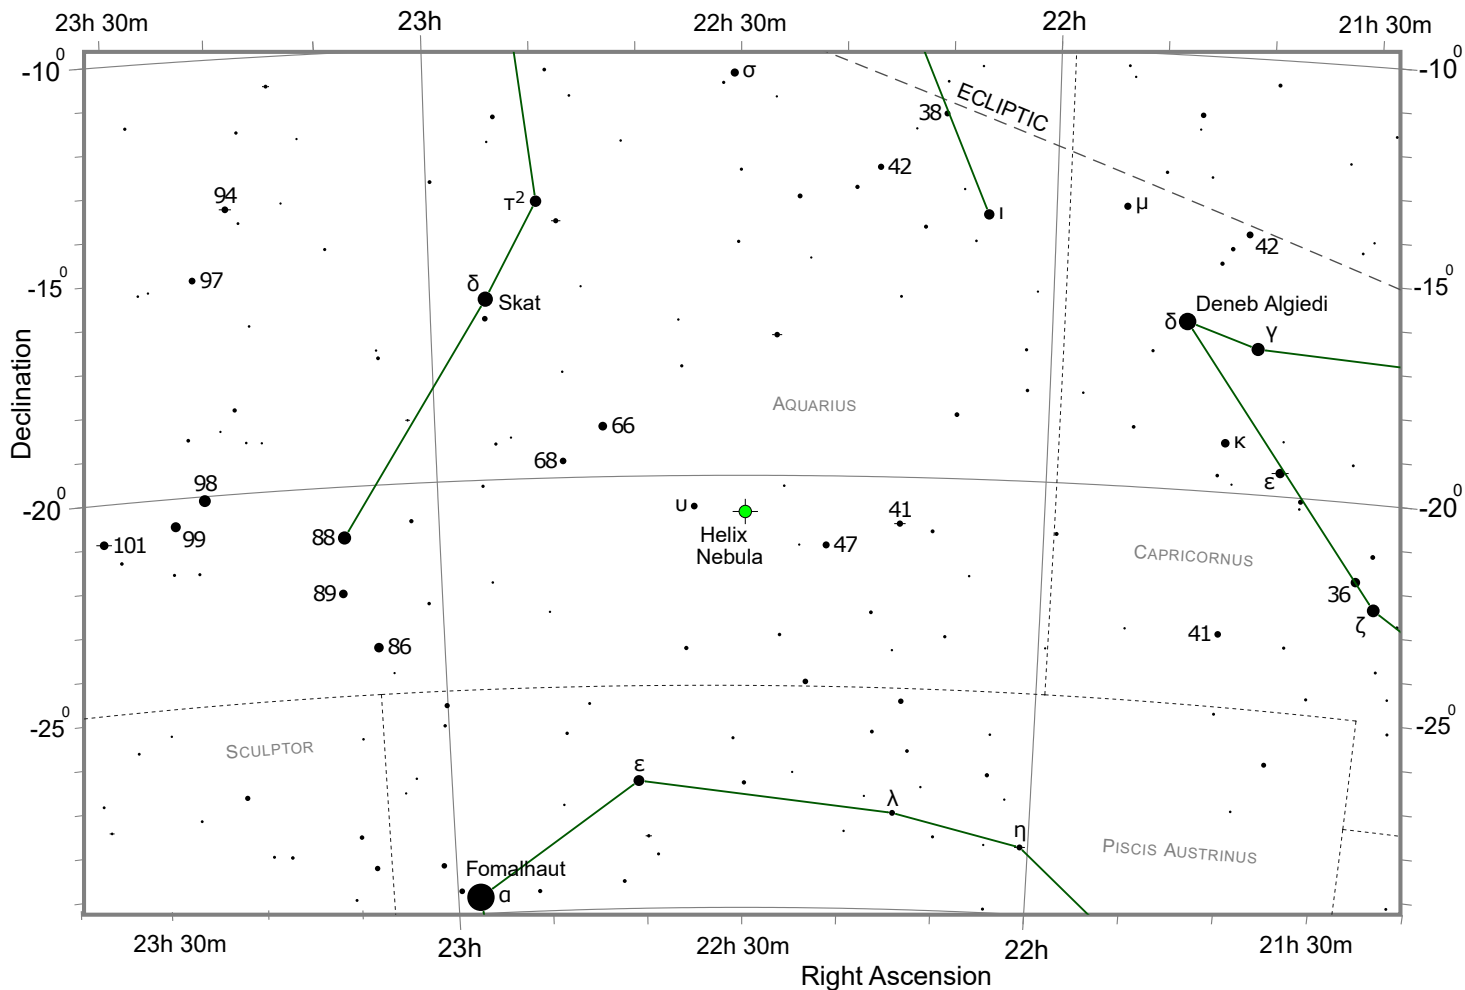 23h 30m 23h 22h 30m 22h 21h 30m
-10⁰ σ ECLIPTIC -10⁰
38
42
94 τ² ι μ
42
97 δ Skat -15⁰
-15⁰ Deneb Algiedi
δ γ
Declination
AQUARIUS
66 κ
68
98 ε
-20⁰ υ 41 -20⁰
101 99 88 Helix 47
Nebula CAPRICORNUS
89 36
ζ
86 41
-25⁰ -25⁰
SCULPTOR
ε
λ
η
PISCIS AUSTRINUS
Fomalhaut
α
23h 30m 23h 22h 30m 22h 21h 30m
Right Ascension